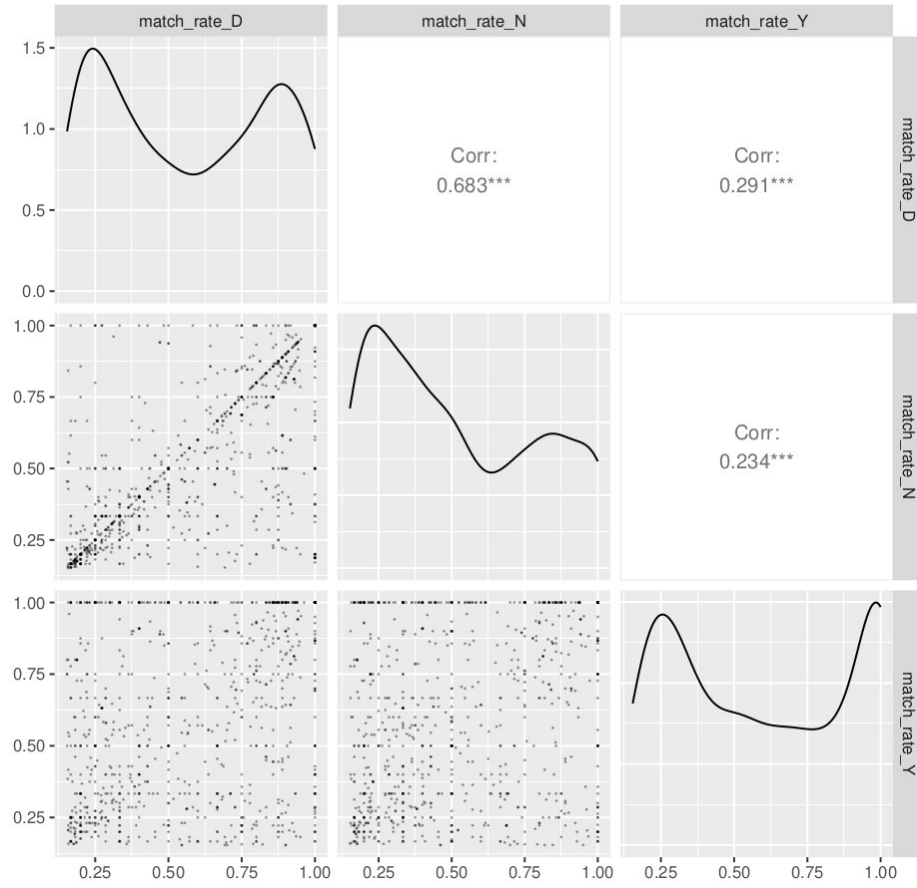 match_rate_D match_rate_N match_rate_Y
1.5
1.0
0.5
0.0
Corr:
0.683***
Corr:
0.291***
match_rate_D
1.00
0.75
0.50
0.25
Corr:
0.234***
match_rate_N
1.00
0.75
0.50
0.25
match_rate_Y
0.25 0.50 0.75 1.00 0.25 0.50 0.75 1.00 0.25 0.50 0.75 1.00